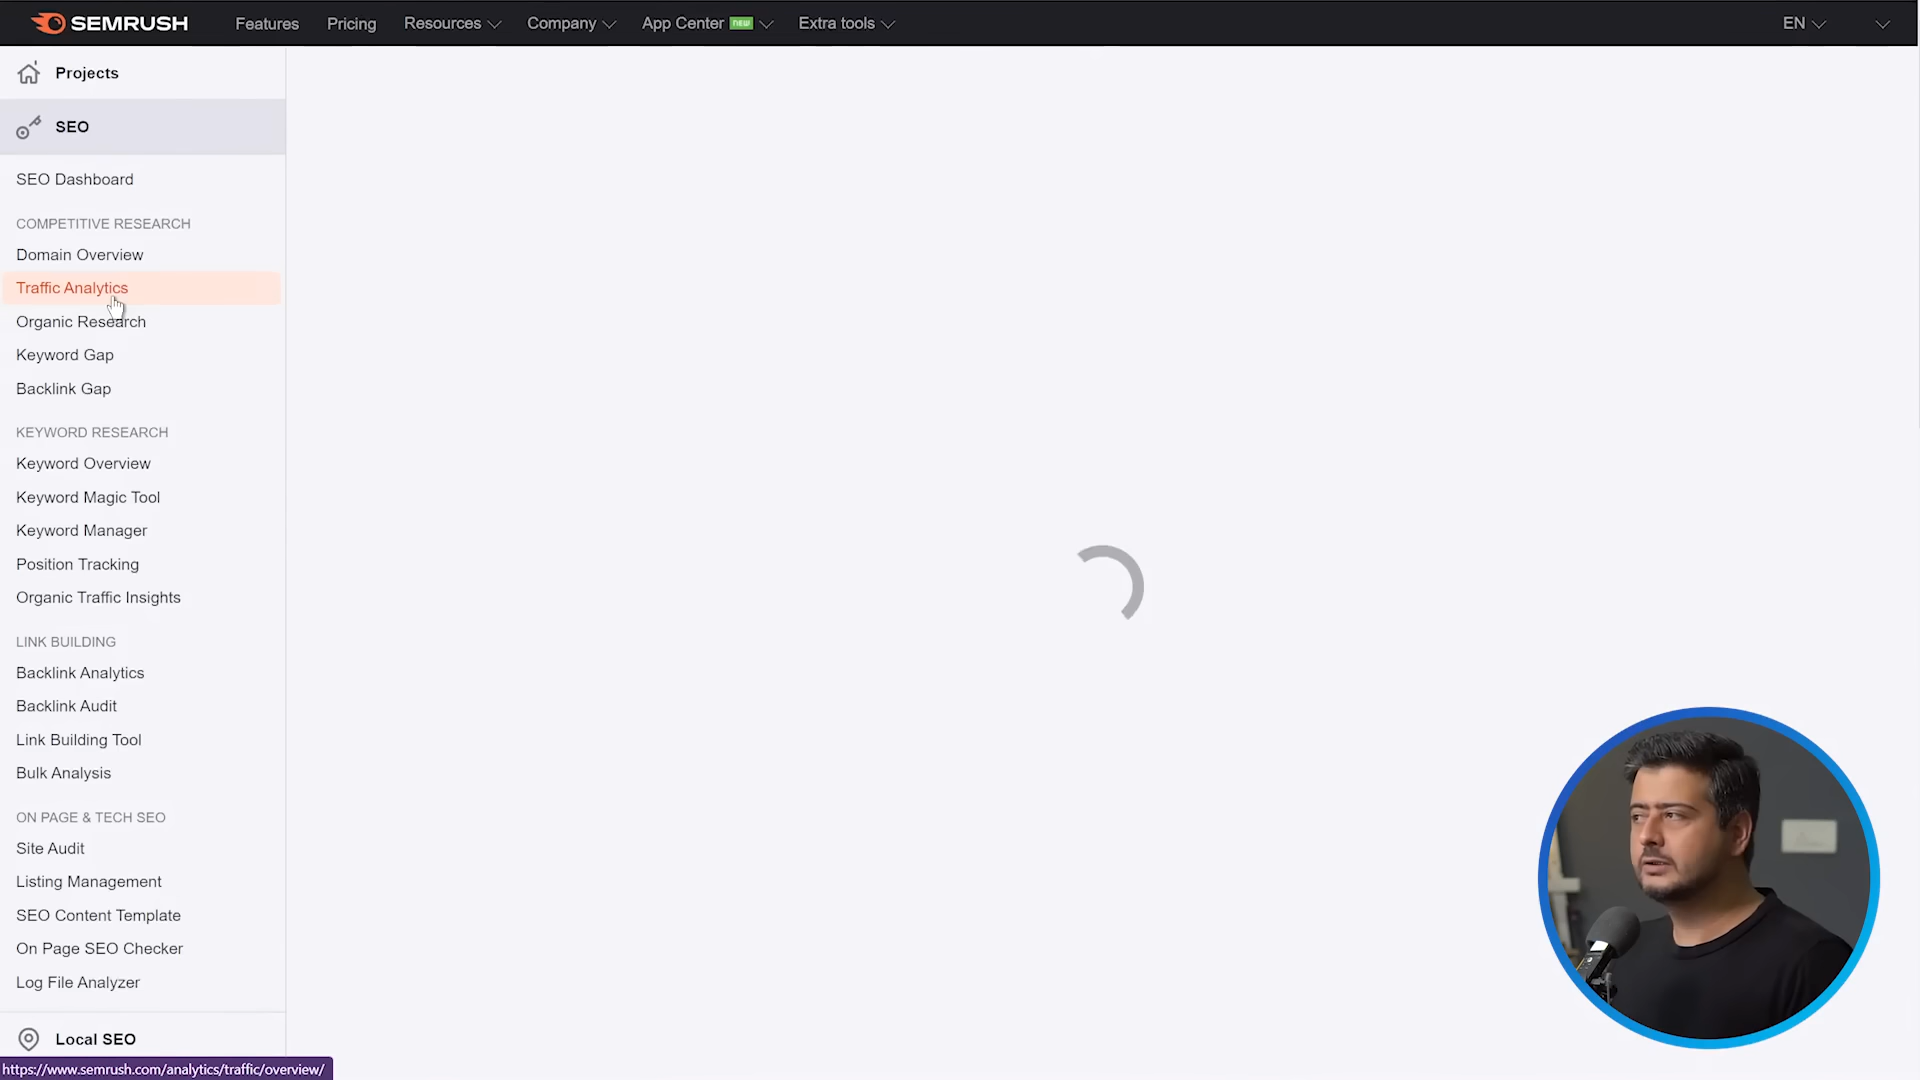 SEMRUSH
Features
Pricing
Resources
Company
App Center NEW
Extra tools
EN
Projects
SEO
SEO Dashboard
COMPETITIVE RESEARCH
Domain Overview
Traffic Analytics
Organic Research
Keyword Gap
Backlink Gap
KEYWORD RESEARCH
Keyword Overview
Keyword Magic Tool
Keyword Manager
Position Tracking
Organic Traffic Insights
LINK BUILDING
Backlink Analytics
Backlink Audit
Link Building Tool
Bulk Analysis
ON PAGE & TECH SEO
Site Audit
Listing Management
SEO Content Template
On Page SEO Checker
Log File Analyzer
Local SEO
https://www.semrush.com/analytics/traffic/overview/